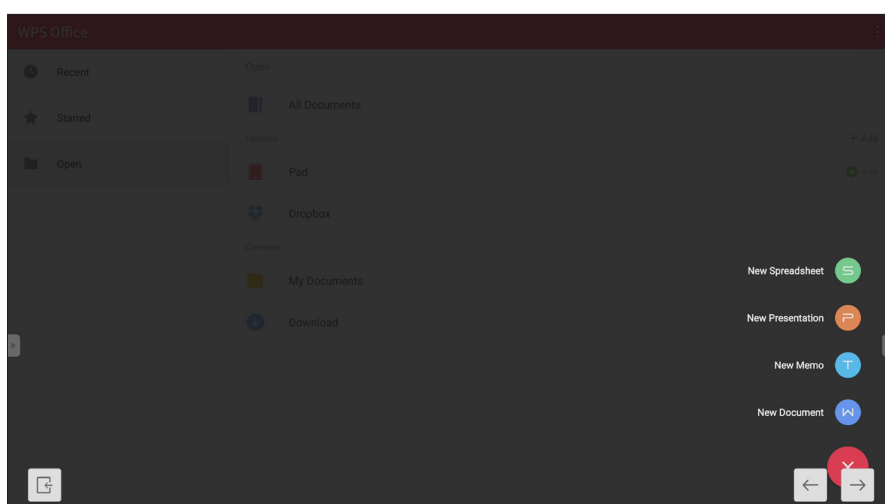 WPS Office
Recent
Starred
Open
Open
All Documents
Location
+ Add
Pad
Dropbox
Common
My Documents
Download
New Spreadsheet
New Presentation
New Memo
New Document